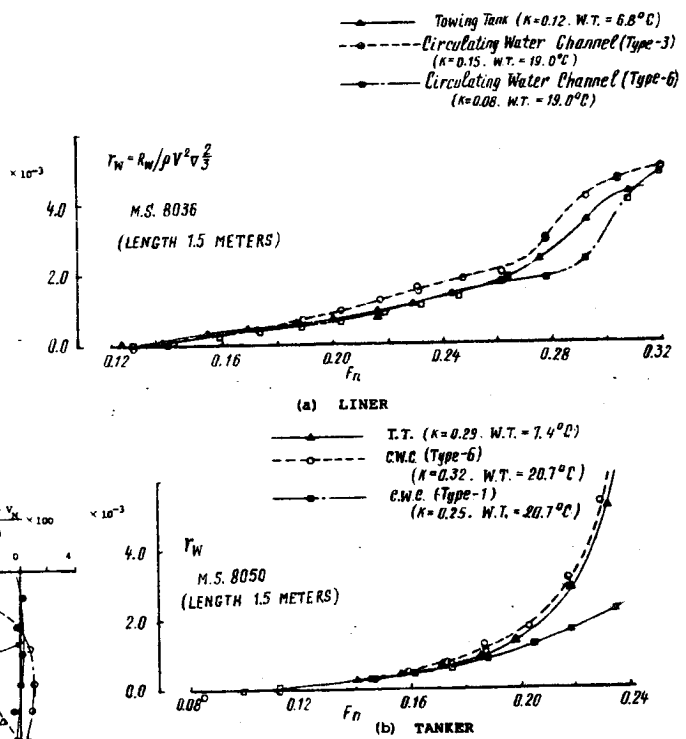 Towing Tank (K=0.12. W.T. = 6.8°C)
Circulating Water Channel (Type-3)
(K=0.15. W.T. = 19.0°C)
Circulating Water Channel (Type-6)
(K=0.08. W.T. = 19.0°C)
× 10⁻³
r_W = R_W/ρV²∇^2/3
M.S. 8036
(LENGTH 1.5 METERS)
4.0
2.0
0.0
0.12 0.16 0.20 0.24 0.28 0.32
Fn
(a) LINER
T.T. (K=0.29. W.T. = 7.4°C)
C.W.C. (Type-6)
(K=0.32. W.T. = 20.7°C)
C.W.C. (Type-1)
(K=0.25. W.T. = 20.7°C)
× 100
0 4
× 10⁻³
r_W
M.S. 8050
(LENGTH 1.5 METERS)
4.0
2.0
0.0
0.08 0.12 0.16 0.20 0.24
Fn
(b) TANKER